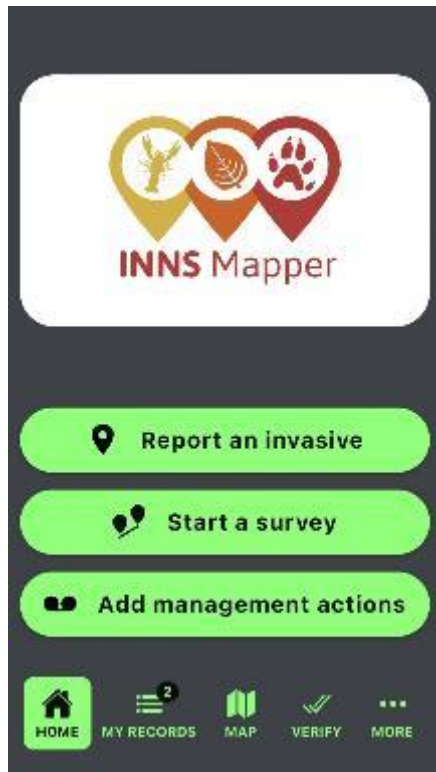 INNS Mapper
Report an invasive
Start a survey
Add management actions
2
HOME MY RECORDS MAP VERIFY MORE